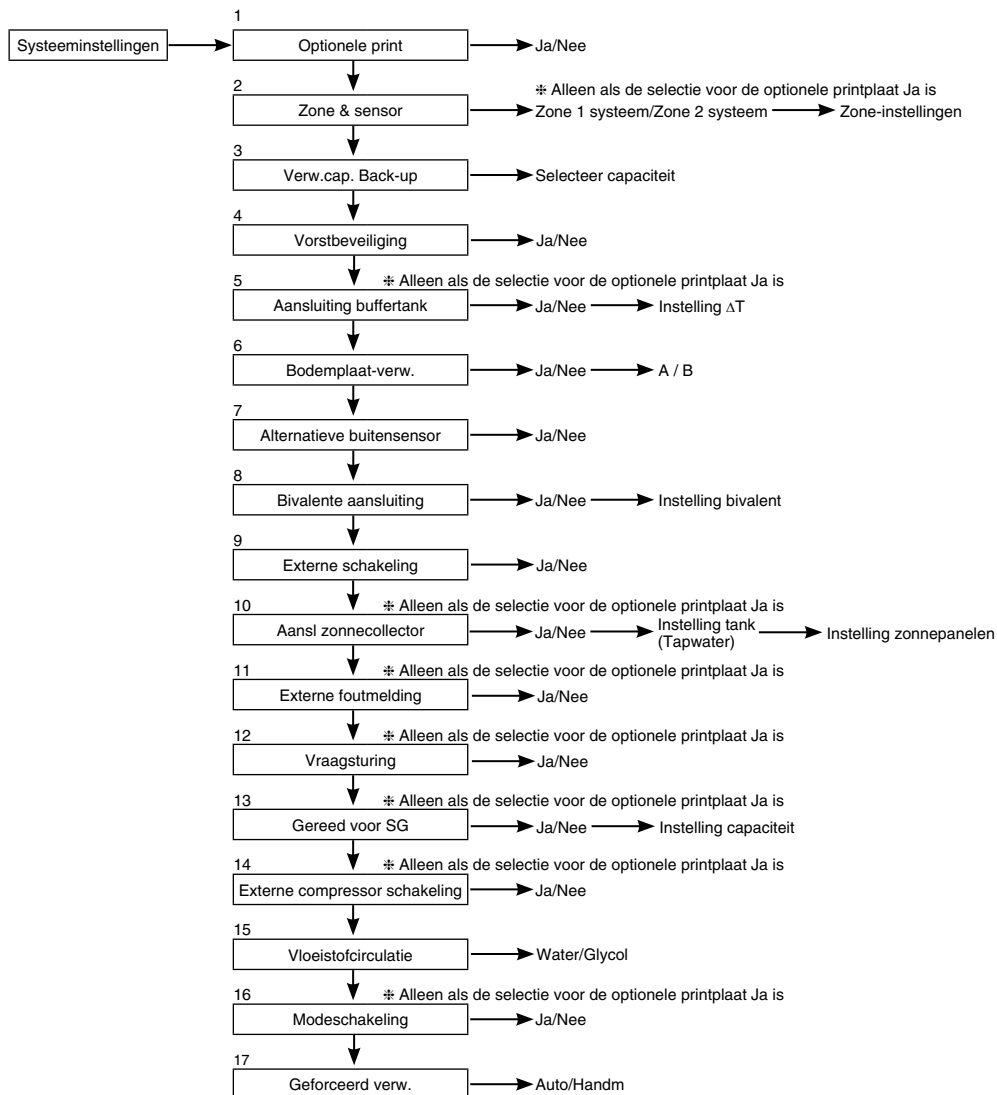 1
Systeeminstellingen Optionele print Ja/Nee
2 ⁜ Alleen als de selectie voor de optionele printplaat Ja is
Zone & sensor Zone 1 systeem/Zone 2 systeem Zone-instellingen
3
Verw.cap. Back-up Selecteer capaciteit
4
Vorstbeveiliging Ja/Nee
5 ⁜ Alleen als de selectie voor de optionele printplaat Ja is
Aansluiting buffertank Ja/Nee Instelling ∆T
6
Bodemplaat-verw. Ja/Nee A / B
7
Alternatieve buitensensor Ja/Nee
8
Bivalente aansluiting Ja/Nee Instelling bivalent
9
Externe schakeling Ja/Nee
10 ⁜ Alleen als de selectie voor de optionele printplaat Ja is
Aansl zonnecollector Ja/Nee Instelling tank
(Tapwater) Instelling zonnepanelen
11 ⁜ Alleen als de selectie voor de optionele printplaat Ja is
Externe foutmelding Ja/Nee
12 ⁜ Alleen als de selectie voor de optionele printplaat Ja is
Vraagsturing Ja/Nee
13 ⁜ Alleen als de selectie voor de optionele printplaat Ja is
Gereed voor SG Ja/Nee Instelling capaciteit
14 ⁜ Alleen als de selectie voor de optionele printplaat Ja is
Externe compressor schakeling Ja/Nee
15
Vloeistofcirculatie Water/Glycol
16 ⁜ Alleen als de selectie voor de optionele printplaat Ja is
Modeschakeling Ja/Nee
17
Geforceerd verw. Auto/Handm